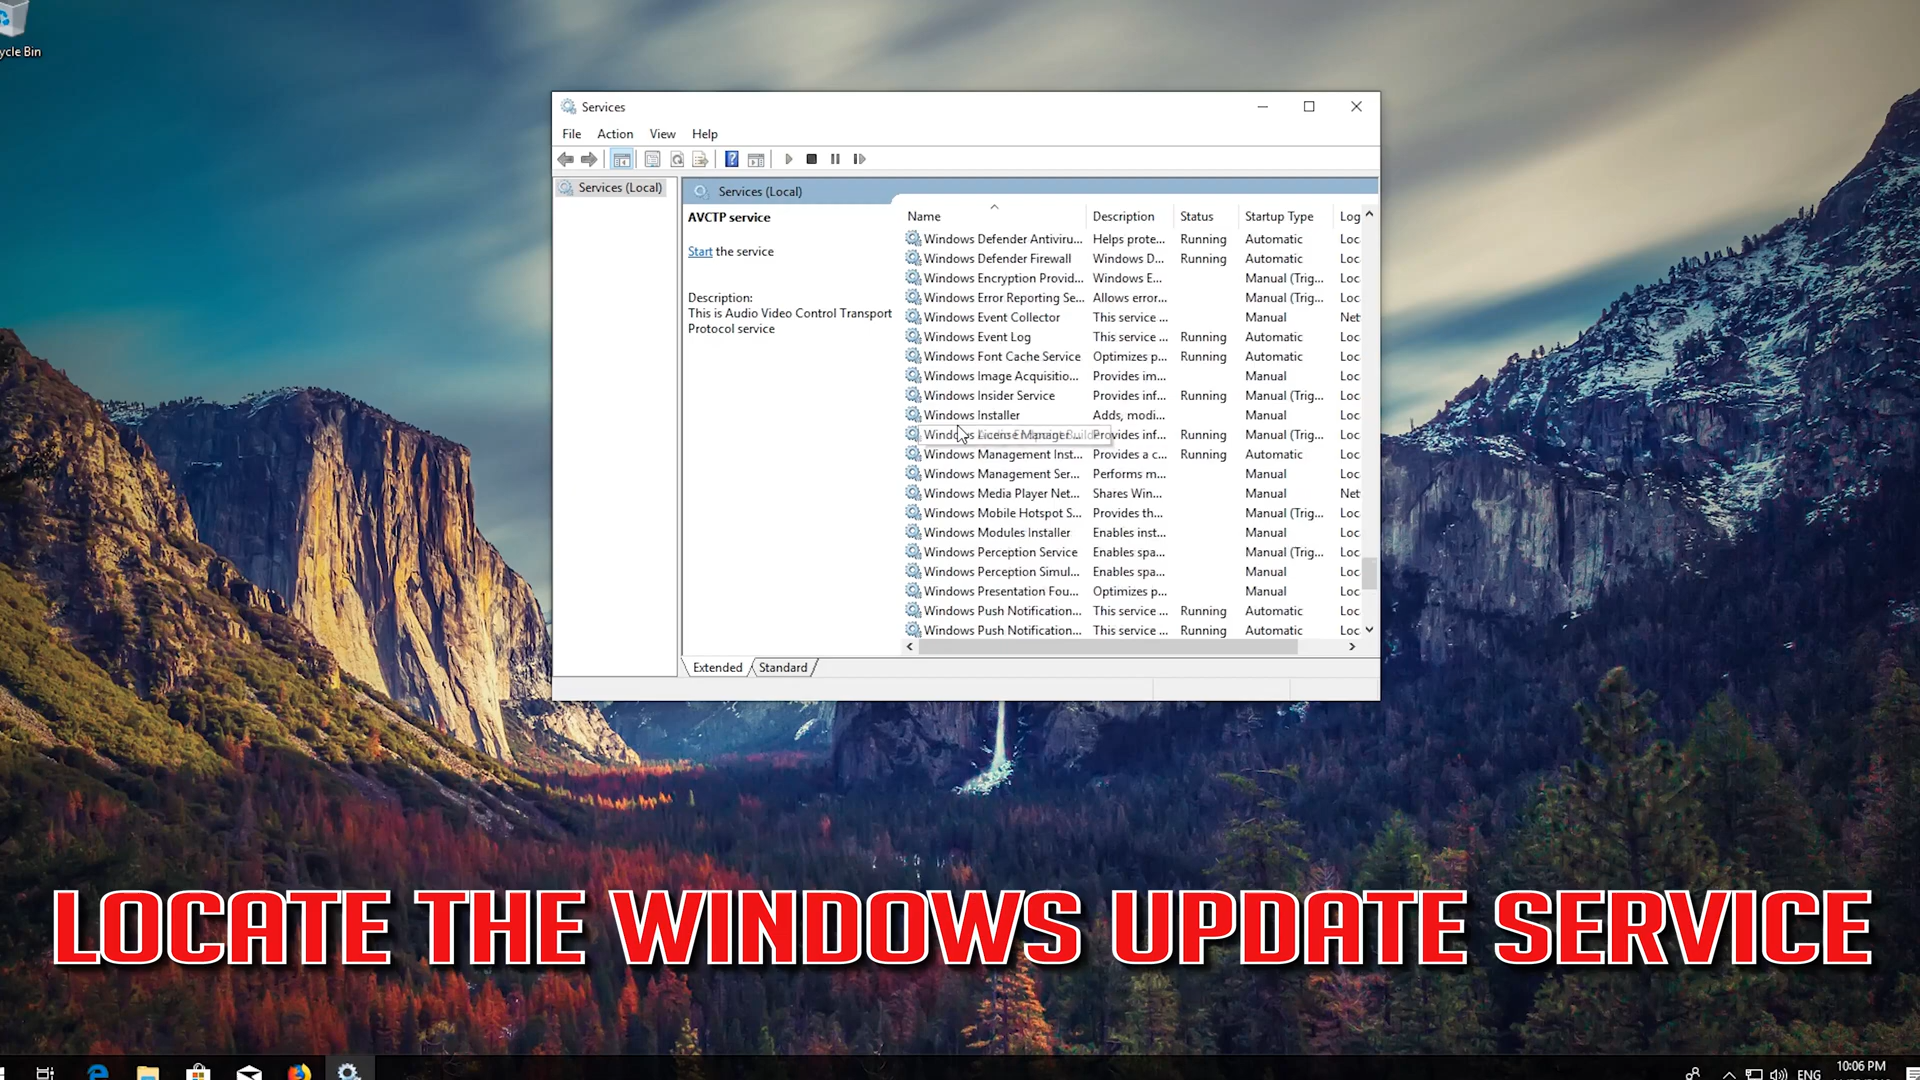 ycle Bin
Services
File Action View Help
Services (Local)
Services (Local)
AVCTP service
Start the service
Description:
This is Audio Video Control Transport
Protocol service
Name Description Status Startup Type Log
Windows Defender Antiviru... Helps prote... Running Automatic Loc
Windows Defender Firewall Windows D... Running Automatic Loc
Windows Encryption Provid... Windows E... Manual (Trig... Loc
Windows Error Reporting Se... Allows error... Manual (Trig... Loc
Windows Event Collector This service ... Manual Net
Windows Event Log This service ... Running Automatic Loc
Windows Font Cache Service Optimizes p... Running Automatic Loc
Windows Image Acquisitio... Provides im... Manual Loc
Windows Insider Service Provides inf... Running Manual (Trig... Loc
Windows Installer Adds, modi... Manual Loc
Windows License Manager... Provides inf... Running Manual (Trig... Loc
Windows Management Inst... Provides a c... Running Automatic Loc
Windows Management Ser... Performs m... Manual Loc
Windows Media Player Net... Shares Win... Manual Net
Windows Mobile Hotspot S... Provides th... Manual (Trig... Loc
Windows Modules Installer Enables inst... Manual Loc
Windows Perception Service Enables spa... Manual (Trig... Loc
Windows Perception Simul... Enables spa... Manual Loc
Windows Presentation Fou... Optimizes p... Manual Loc
Windows Push Notification... This service ... Running Automatic Loc
Windows Push Notification... This service ... Running Automatic Loc
Extended Standard
LOCATE THE WINDOWS UPDATE SERVICE
ENG 10:06 PM